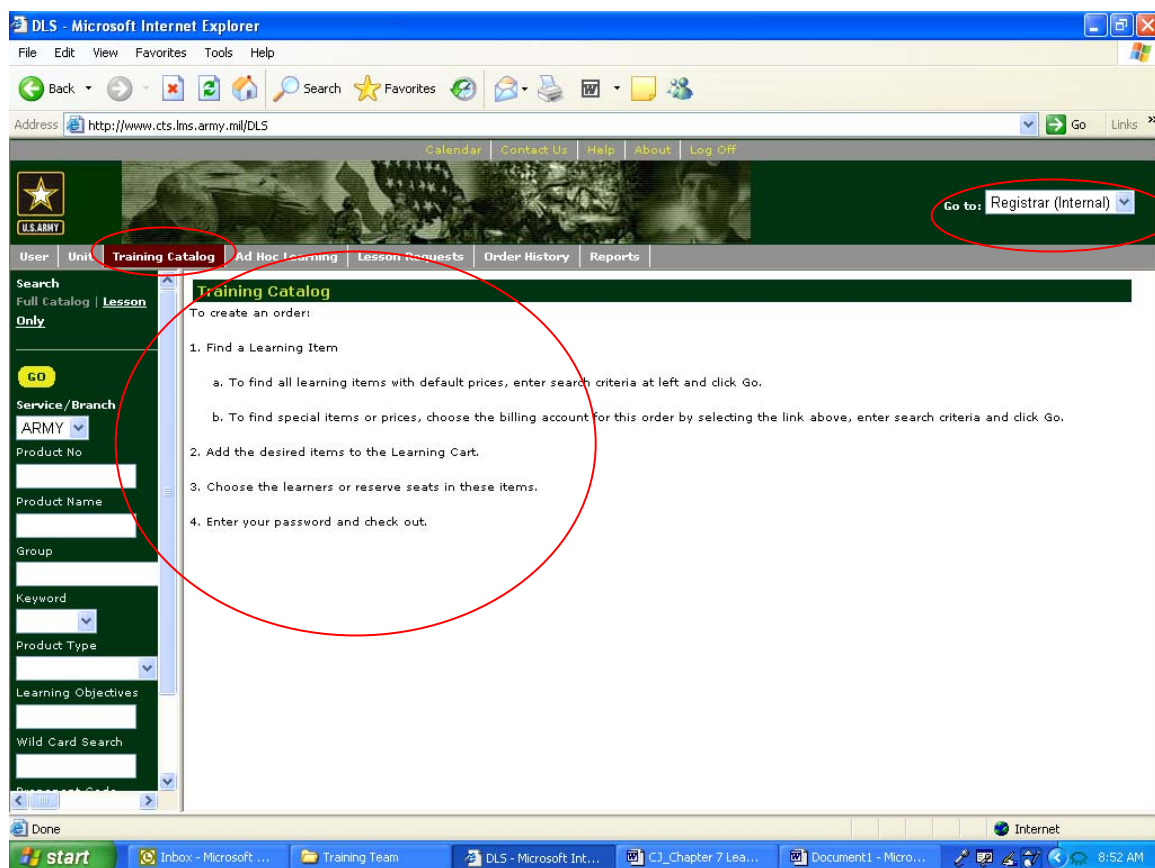 DLS - Microsoft Internet Explorer
File Edit View Favorites Tools Help
Back Search Favorites
Address http://www.cts.lms.army.mil/DLS Go Links »
Calendar | Contact Us | Help | About | Log Off
U.S.ARMY
Go to: Registrar (Internal)
User Unit Training Catalog Ad Hoc Learning Lesson Requests Order History Reports
Search
Full Catalog | Lesson
Only
GO
Service/Branch
ARMY
Product No
Product Name
Group
Keyword
Product Type
Learning Objectives
Wild Card Search
Training Catalog
To create an order:
1. Find a Learning Item
a. To find all learning items with default prices, enter search criteria at left and click Go.
b. To find special items or prices, choose the billing account for this order by selecting the link above, enter search criteria and click Go.
2. Add the desired items to the Learning Cart.
3. Choose the learners or reserve seats in these items.
4. Enter your password and check out.
Done Internet
start Inbox - Microsoft ... Training Team DLS - Microsoft Int... CJ_Chapter 7 Lea... Document1 - Micro... 8:52 AM